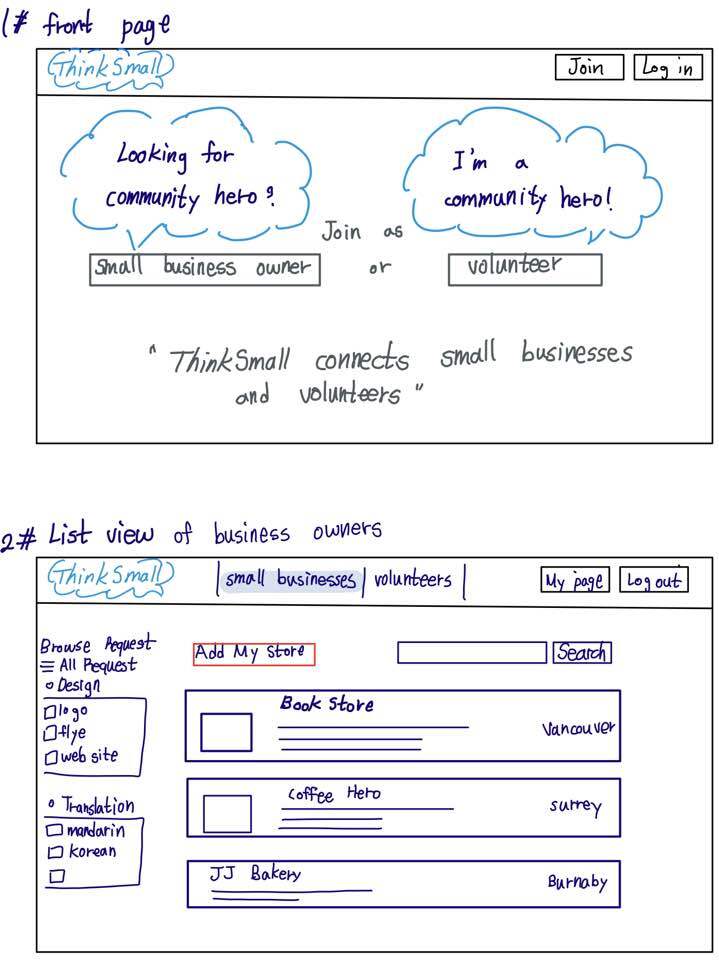 1# front page
ThinkSmall
Join
Log in
Looking for
community hero?
I'm a
community hero!
Join as
small business owner
or
volunteer
" ThinkSmall connects small businesses
and volunteers "
2# List view of business owners
ThinkSmall
small businesses
volunteers
My page
Log out
Browse Request
All Request
Design
logo
flye
web site
Translation
mandarin
korean
Add My Store
Search
Book Store
Vancouver
Coffee Hero
surrey
JJ Bakery
Burnaby